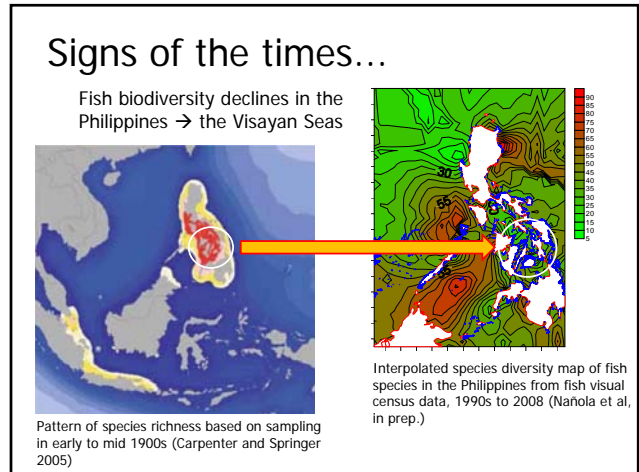 Signs of the times...
Fish biodiversity declines in the
Philippines → the Visayan Seas
Pattern of species richness based on sampling
in early to mid 1900s (Carpenter and Springer
2005)
30
55
90
85
80
75
70
65
60
55
50
45
40
35
30
25
20
15
10
5
Interpolated species diversity map of fish
species in the Philippines from fish visual
census data, 1990s to 2008 (Nañola et al,
in prep.)